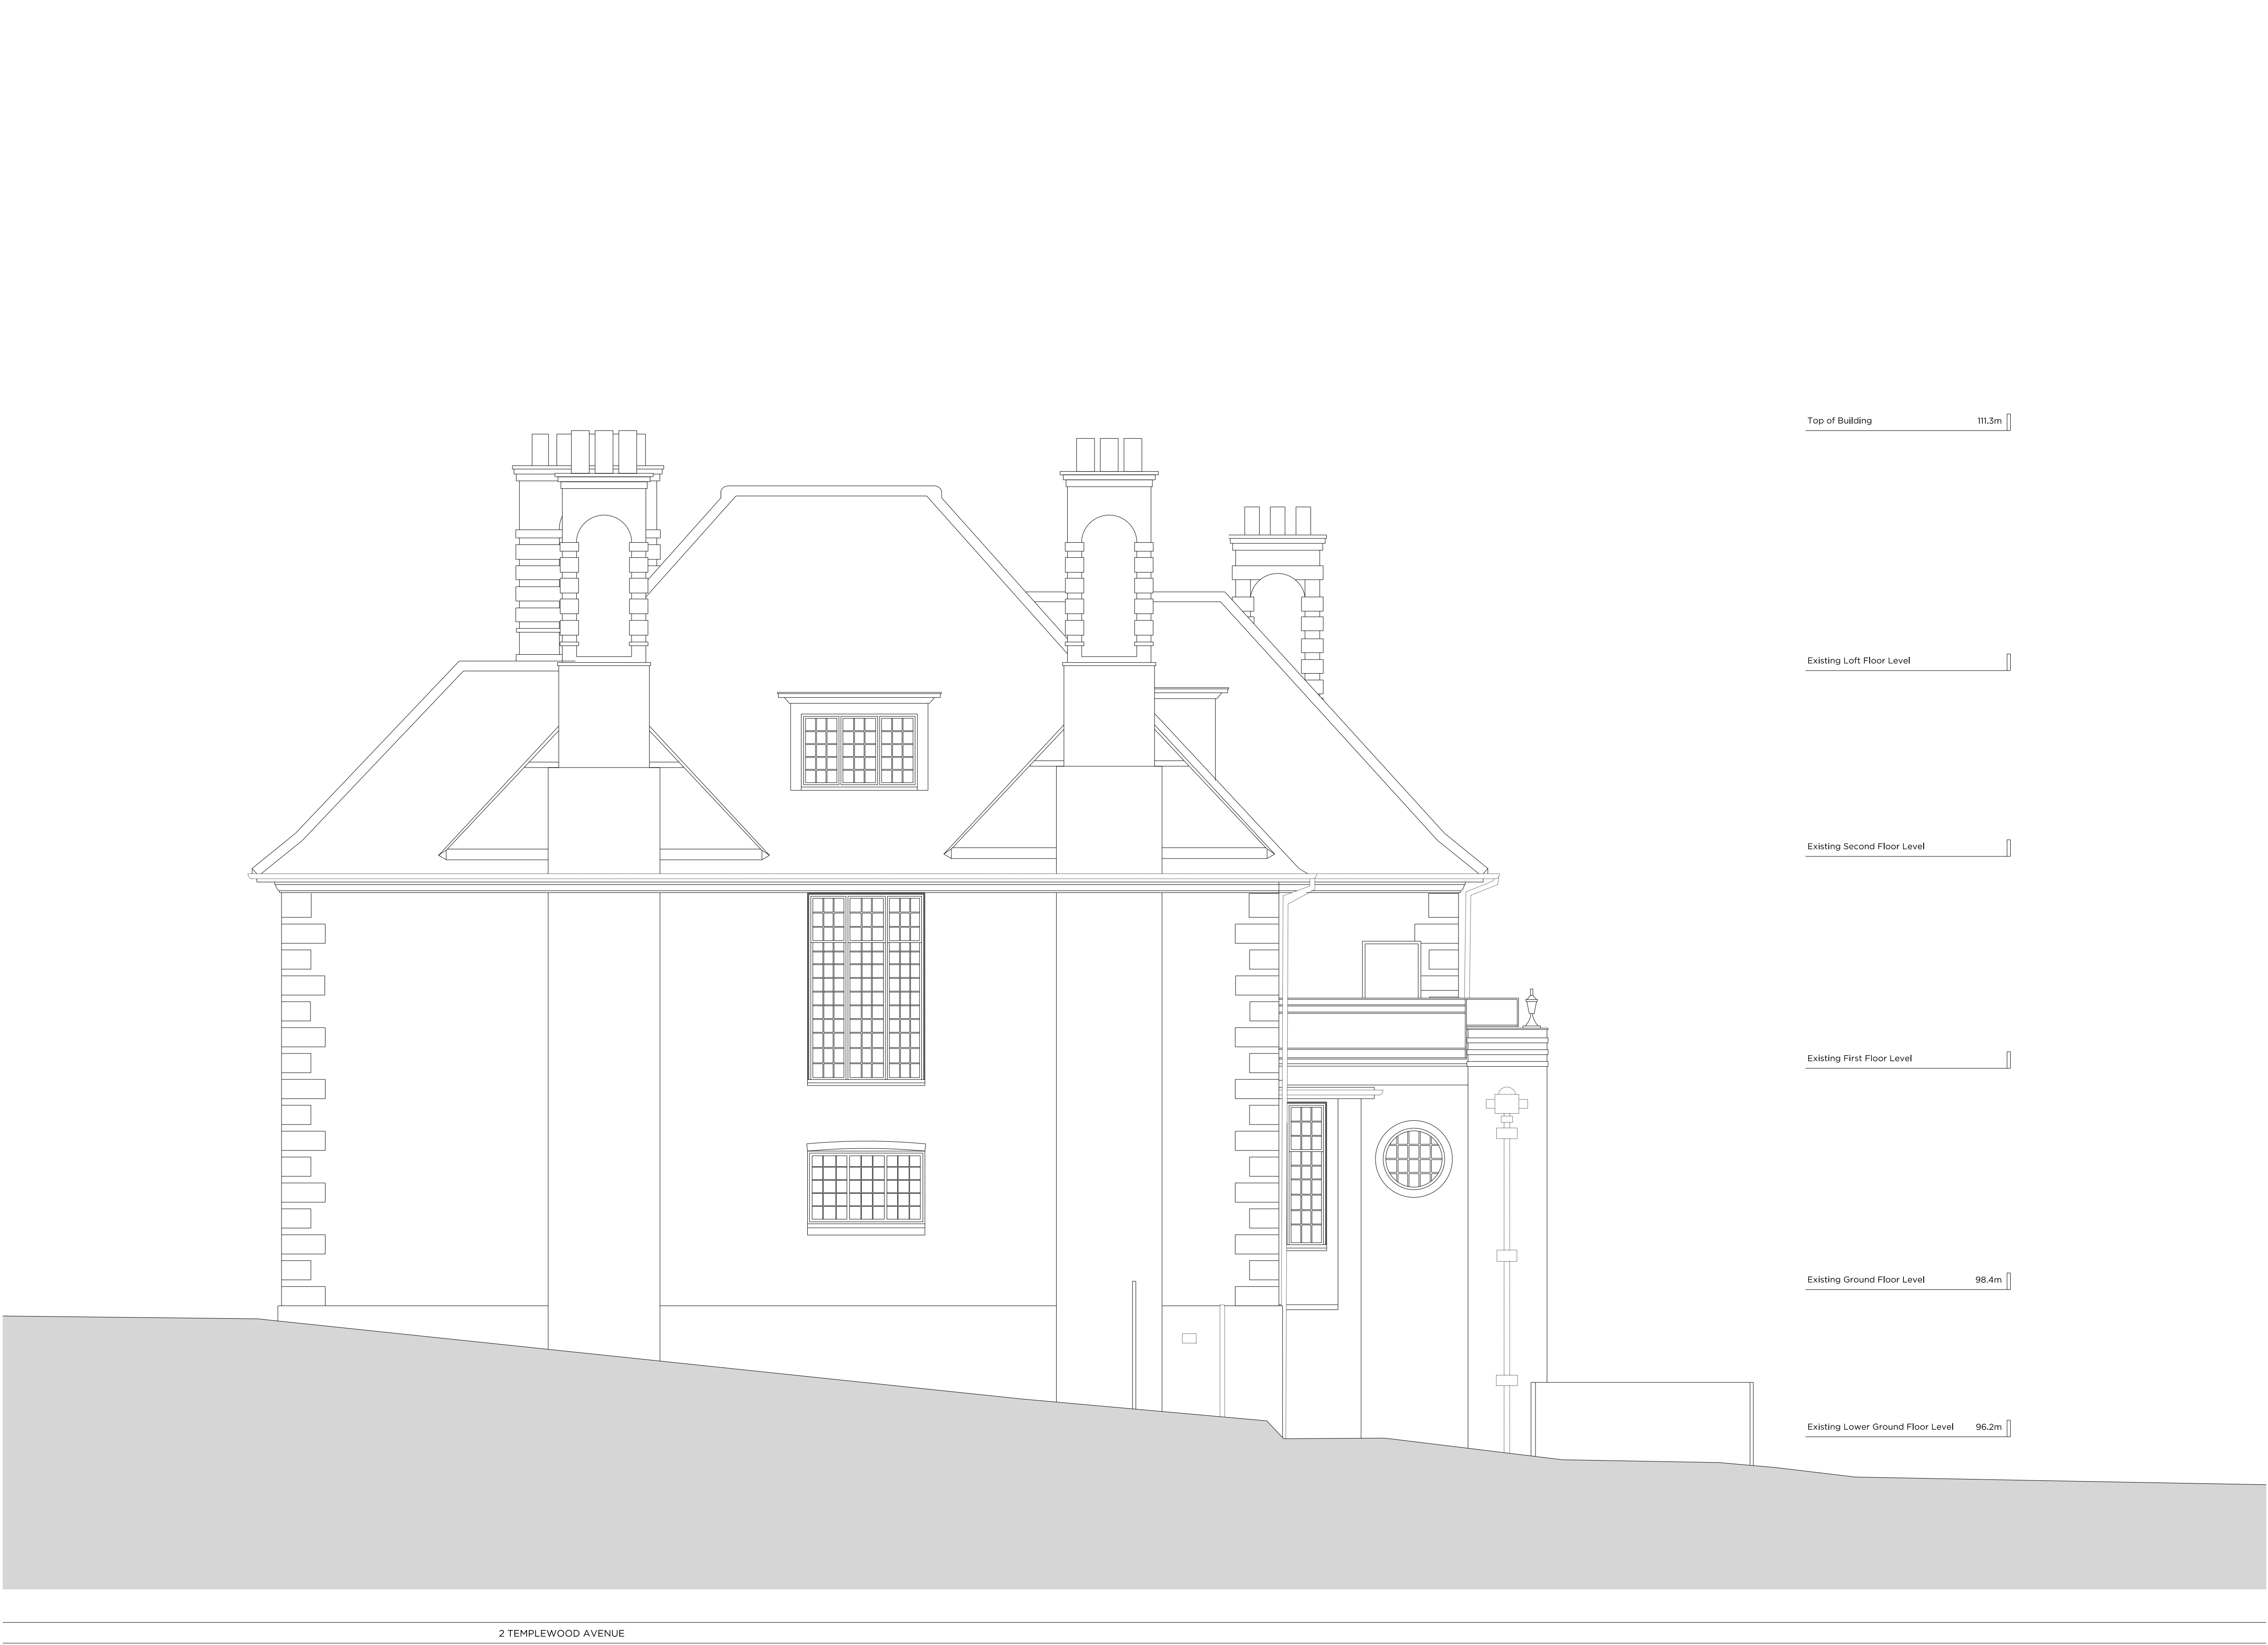 Top of Building 111.3m
Existing Loft Floor Level
Existing Second Floor Level
Existing First Floor Level
Existing Ground Floor Level 98.4m
Existing Lower Ground Floor Level 96.2m
2 TEMPLEWOOD AVENUE